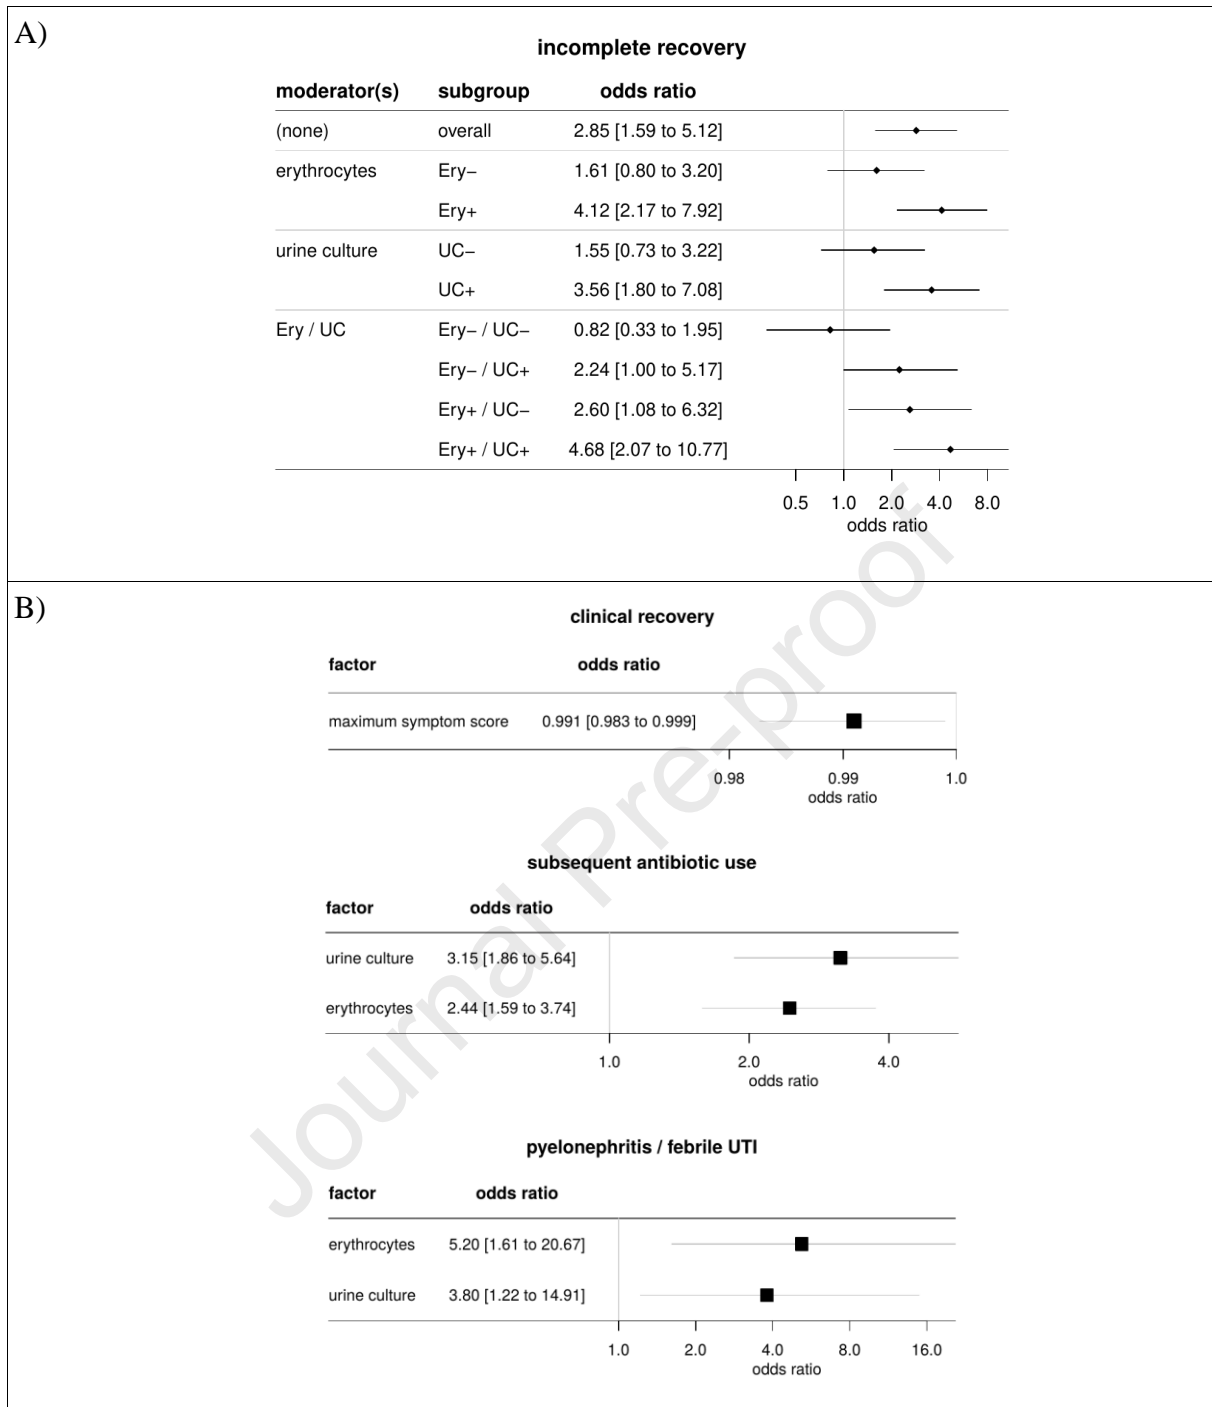 A)
incomplete recovery
moderator(s) subgroup odds ratio
(none) overall 2.85 [1.59 to 5.12]
erythrocytes Ery− 1.61 [0.80 to 3.20]
Ery+ 4.12 [2.17 to 7.92]
urine culture UC− 1.55 [0.73 to 3.22]
UC+ 3.56 [1.80 to 7.08]
Ery / UC Ery− / UC− 0.82 [0.33 to 1.95]
Ery− / UC+ 2.24 [1.00 to 5.17]
Ery+ / UC− 2.60 [1.08 to 6.32]
Ery+ / UC+ 4.68 [2.07 to 10.77]
0.5 1.0 2.0 4.0 8.0
odds ratio
B)
clinical recovery
factor odds ratio
maximum symptom score 0.991 [0.983 to 0.999]
0.98 0.99 1.0
odds ratio
subsequent antibiotic use
factor odds ratio
urine culture 3.15 [1.86 to 5.64]
erythrocytes 2.44 [1.59 to 3.74]
1.0 2.0 4.0
odds ratio
pyelonephritis / febrile UTI
factor odds ratio
erythrocytes 5.20 [1.61 to 20.67]
urine culture 3.80 [1.22 to 14.91]
1.0 2.0 4.0 8.0 16.0
odds ratio
Journal Pre-proof